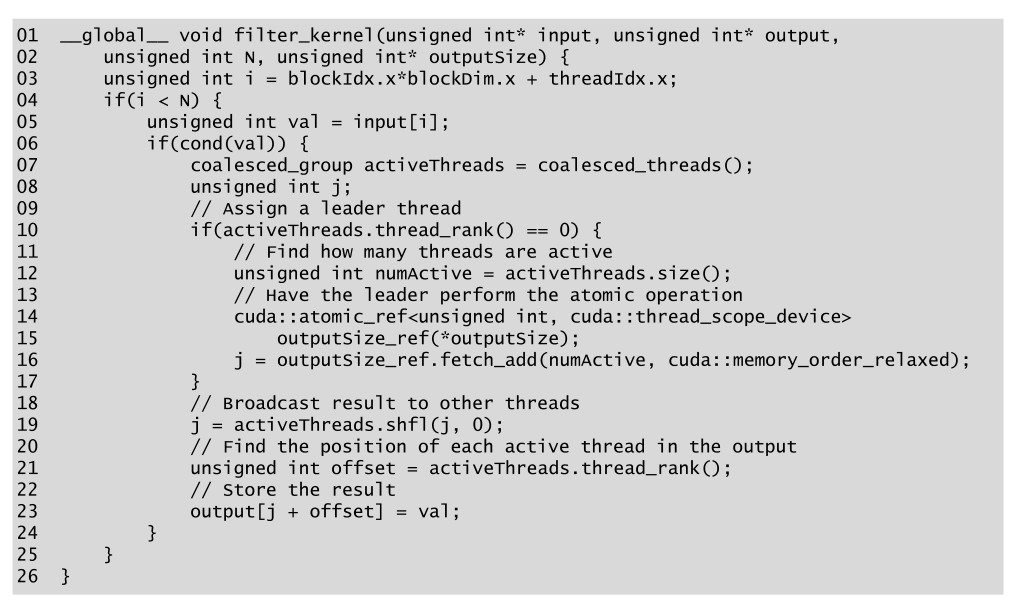 01 __global__ void filter_kernel(unsigned int* input, unsigned int* output,
02     unsigned int N, unsigned int* outputSize) {
03     unsigned int i = blockIdx.x*blockDim.x + threadIdx.x;
04     if(i < N) {
05         unsigned int val = input[i];
06         if(cond(val)) {
07             coalesced_group activeThreads = coalesced_threads();
08             unsigned int j;
09             // Assign a leader thread
10             if(activeThreads.thread_rank() == 0) {
11                 // Find how many threads are active
12                 unsigned int numActive = activeThreads.size();
13                 // Have the leader perform the atomic operation
14                 cuda::atomic_ref<unsigned int, cuda::thread_scope_device>
15                     outputSize_ref(*outputSize);
16                 j = outputSize_ref.fetch_add(numActive, cuda::memory_order_relaxed);
17             }
18             // Broadcast result to other threads
19             j = activeThreads.shfl(j, 0);
20             // Find the position of each active thread in the output
21             unsigned int offset = activeThreads.thread_rank();
22             // Store the result
23             output[j + offset] = val;
24         }
25     }
26 }